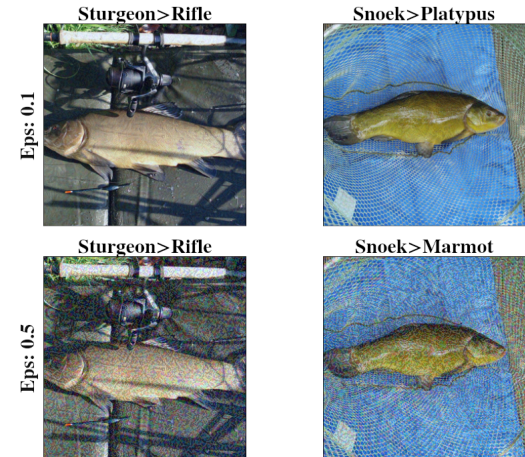 Sturgeon>Rifle
Snoek>Platypus
Eps: 0.1
Sturgeon>Rifle
Snoek>Marmot
Eps: 0.5